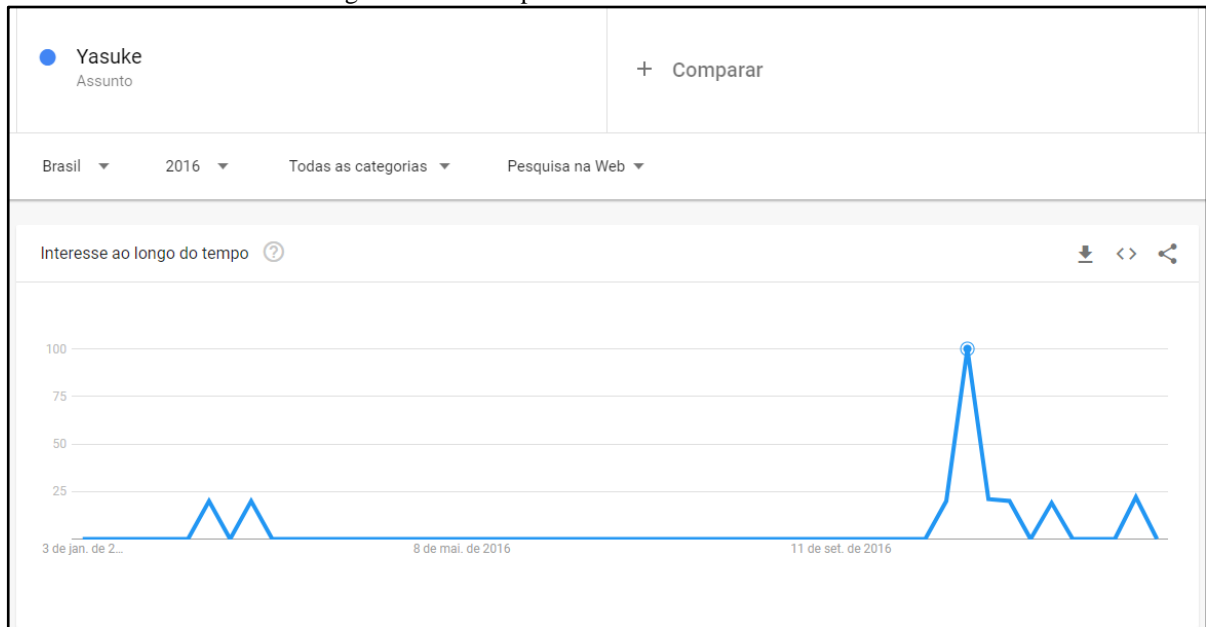 Yasuke
Assunto
+ Comparar
Brasil
2016
Todas as categorias
Pesquisa na Web
Interesse ao longo do tempo
100
75
50
25
3 de jan. de 2...
8 de mai. de 2016
11 de set. de 2016